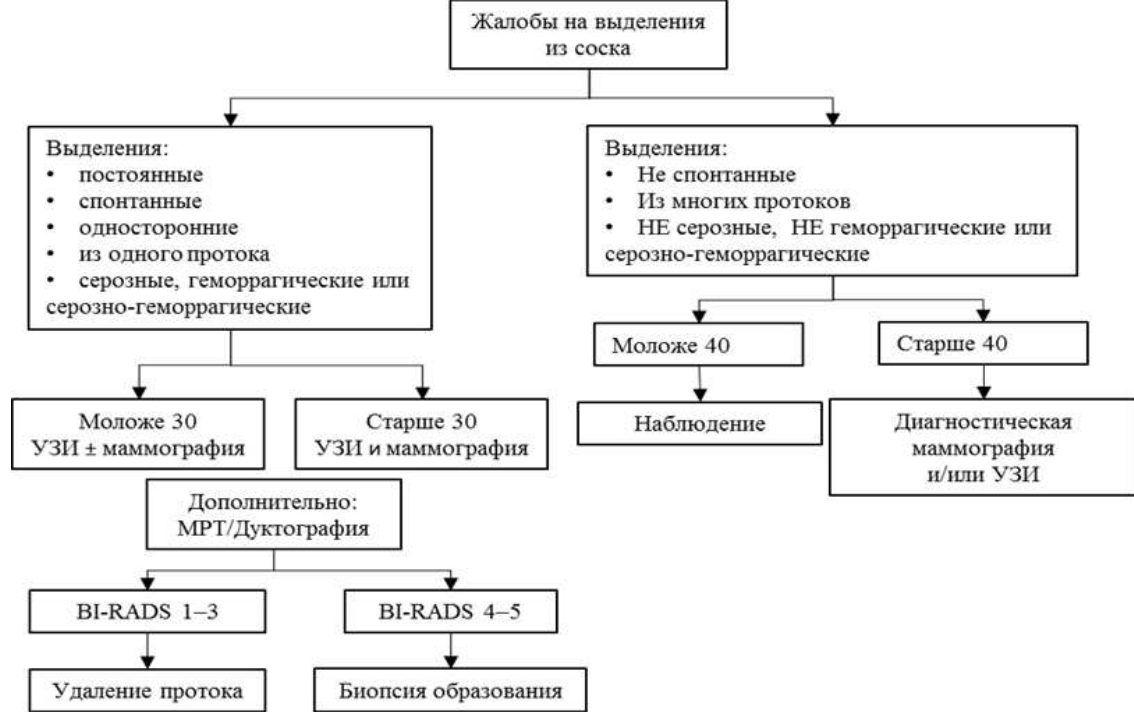 Жалобы на выделения
из соска
Выделения:
• постоянные
• спонтанные
• односторонние
• из одного протока
• серозные, геморрагические или
серозно-геморрагические
Выделения:
• Не спонтанные
• Из многих протоков
• НЕ серозные, НЕ геморрагические или
серозно-геморрагические
Моложе 40
Старше 40
Моложе 30
УЗИ ± маммография
Старше 30
УЗИ и маммография
Наблюдение
Диагностическая
маммография
и/или УЗИ
Дополнительно:
МРТ/Дуктография
BI-RADS 1–3
BI-RADS 4–5
Удаление протока
Биопсия образования